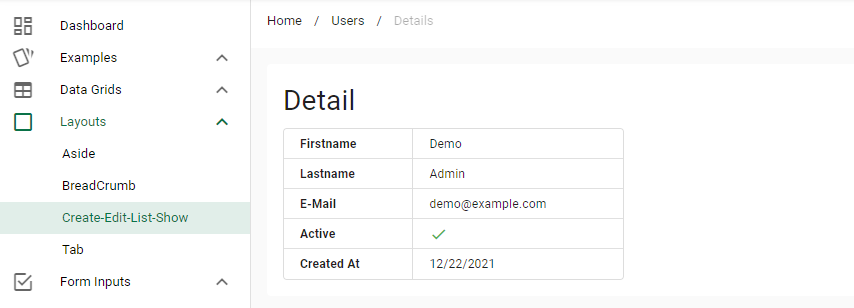 Dashboard
Examples
Data Grids
Layouts
Aside
BreadCrumb
Create-Edit-List-Show
Tab
Form Inputs
Home / Users / Details
Detail
Firstname Demo
Lastname Admin
E-Mail demo@example.com
Active
Created At 12/22/2021